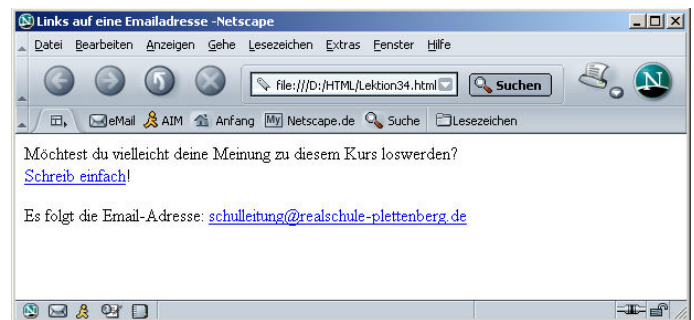 Links auf eine Emailadresse -Netscape
Datei Bearbeiten Anzeigen Gehe Lesezeichen Extras Fenster Hilfe
file:///D:/HTML/Lektion34.html Suchen N
eMail AIM Anfang My Netscape.de Suche Lesezeichen
Möchtest du vielleicht deine Meinung zu diesem Kurs loswerden?
Schreib einfach!
Es folgt die Email-Adresse: schulleitung@realschule-plettenberg.de